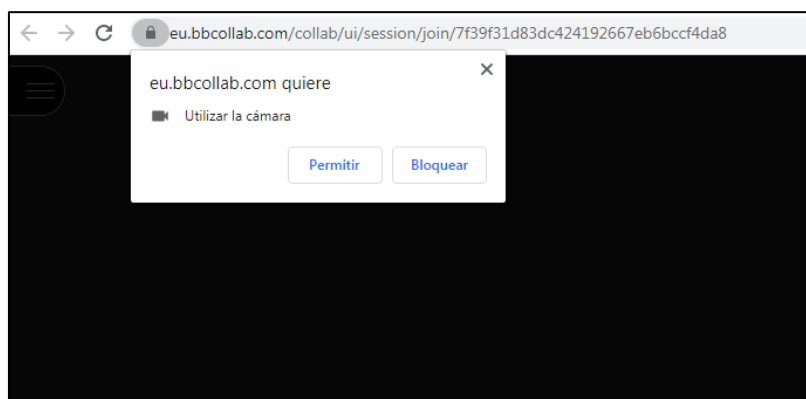 eu.bbcollab.com/collab/ui/session/join/7f39f31d83dc424192667eb6bccf4da8
eu.bbcollab.com quiere
Utilizar la cámara
Permitir Bloquear